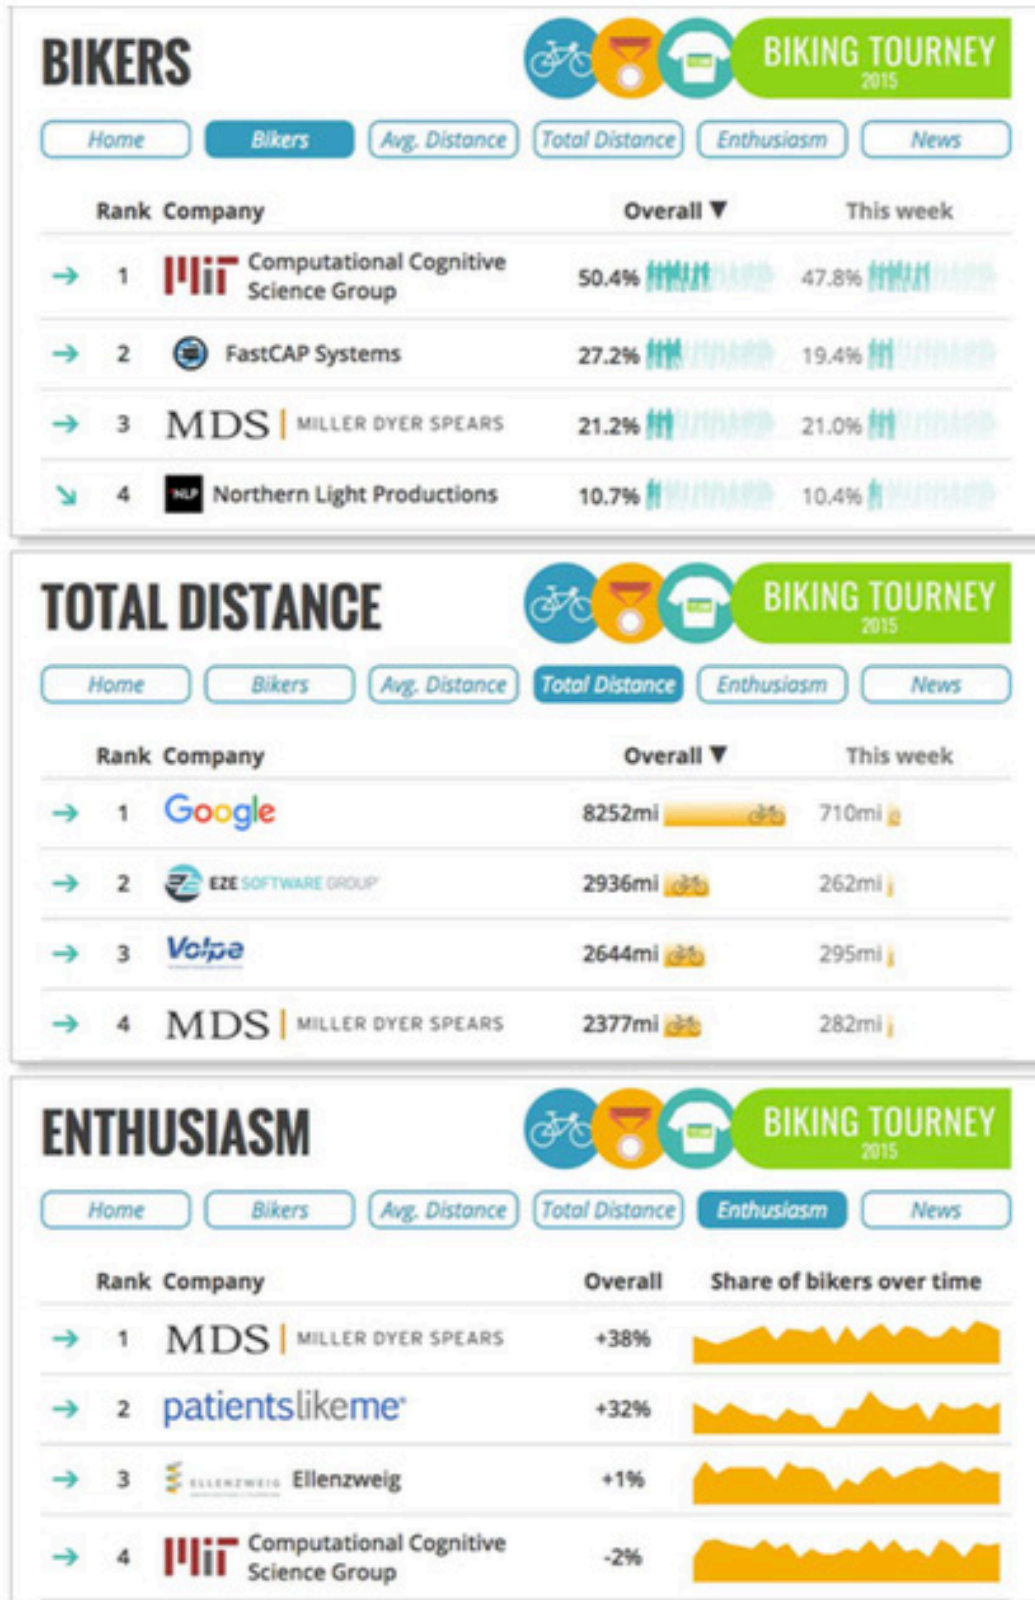 BIKERS
BIKING TOURNEY
2015
Home Bikers Avg. Distance Total Distance Enthusiasm News
Rank Company Overall ▼ This week
1 MIT Computational Cognitive Science Group 50.4% 47.8%
2 FastCAP Systems 27.2% 19.4%
3 MDS | MILLER DYER SPEARS 21.2% 21.0%
4 NLP Northern Light Productions 10.7% 10.4%
TOTAL DISTANCE
BIKING TOURNEY
2015
Home Bikers Avg. Distance Total Distance Enthusiasm News
Rank Company Overall ▼ This week
1 Google 8252mi 710mi
2 EZE SOFTWARE GROUP 2936mi 262mi
3 Volpe 2644mi 295mi
4 MDS | MILLER DYER SPEARS 2377mi 282mi
ENTHUSIASM
BIKING TOURNEY
2015
Home Bikers Avg. Distance Total Distance Enthusiasm News
Rank Company Overall Share of bikers over time
1 MDS | MILLER DYER SPEARS +38%
2 patientslikeme +32%
3 ELLENZWEIG Ellenzweig +1%
4 MIT Computational Cognitive Science Group -2%